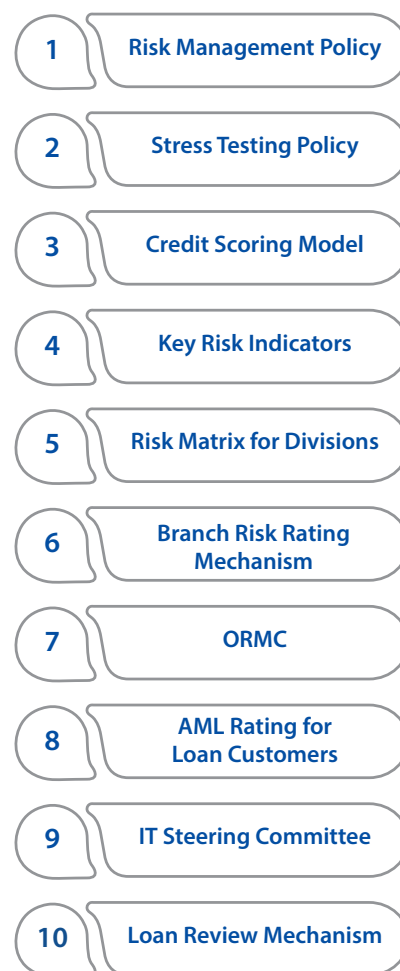 1 Risk Management Policy
2 Stress Testing Policy
3 Credit Scoring Model
4 Key Risk Indicators
5 Risk Matrix for Divisions
6 Branch Risk Rating
Mechanism
7 ORMC
8 AML Rating for
Loan Customers
9 IT Steering Committee
10 Loan Review Mechanism